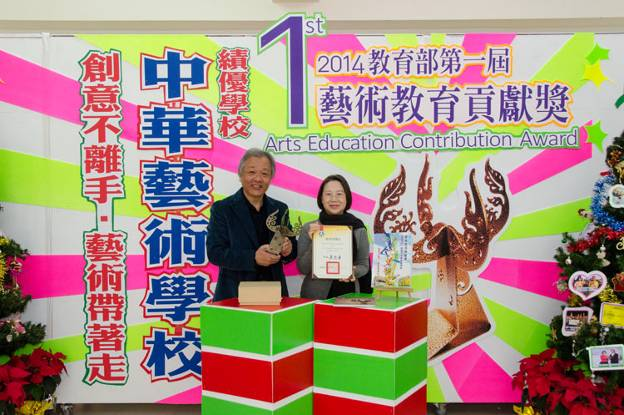 1st
2014教育部第一屆
藝術教育貢獻獎
Arts Education Contribution Award
績優學校
中華藝術學校
創意不離手．藝術帶著走